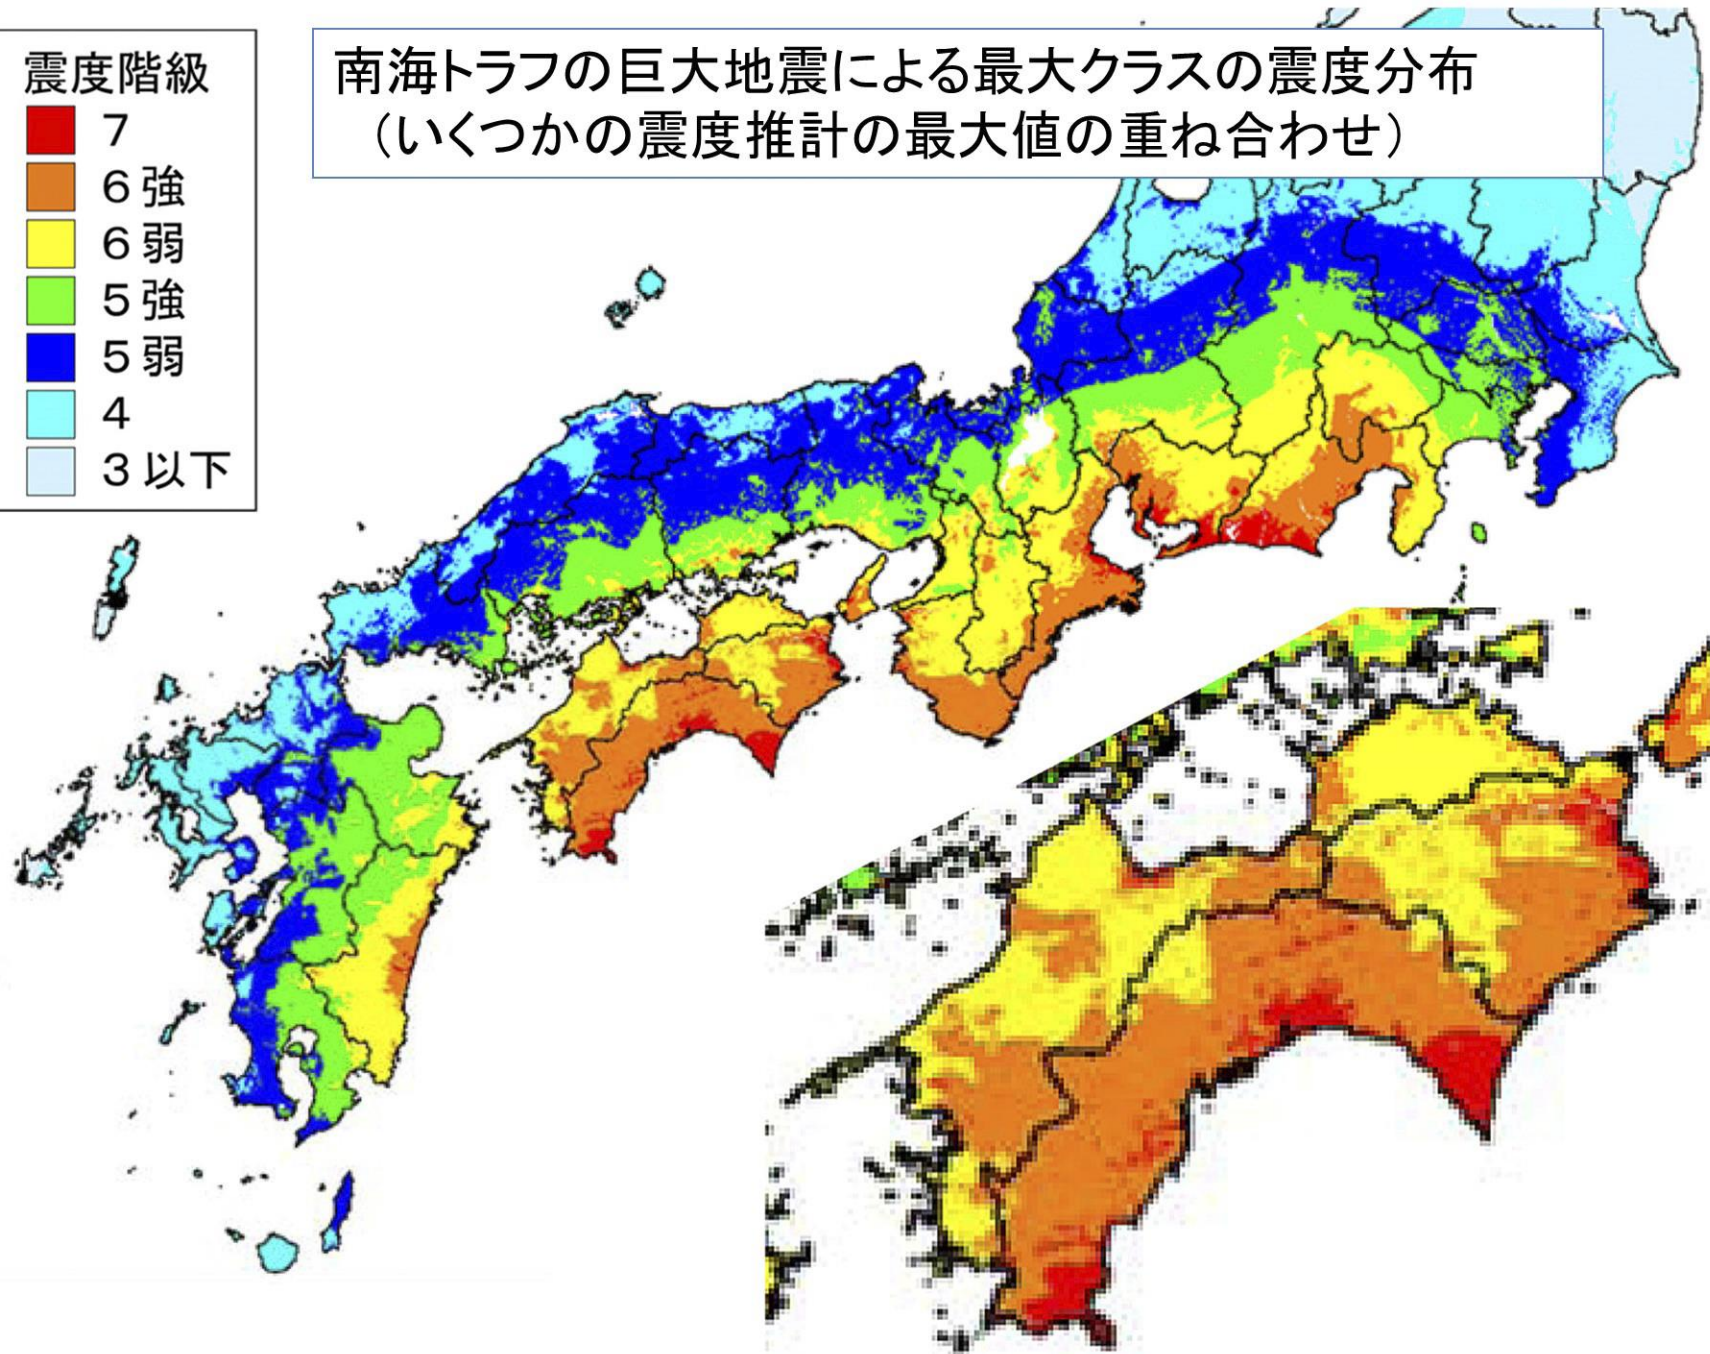 震度階級
7
6強
6弱
5強
5弱
4
3以下
南海トラフの巨大地震による最大クラスの震度分布
（いくつかの震度推計の最大値の重ね合わせ）